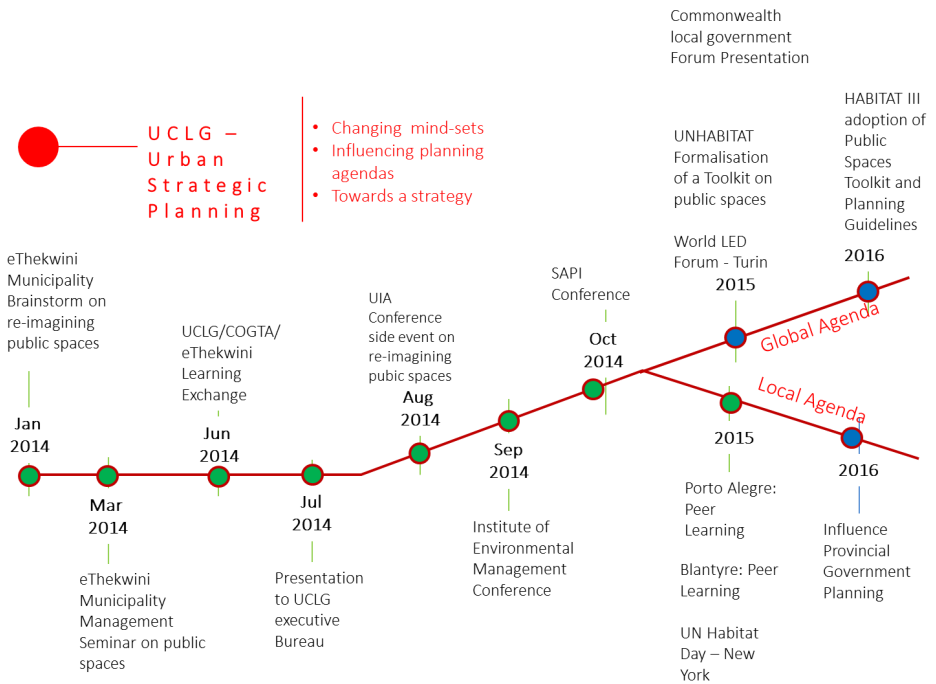 Commonwealth
local government
Forum Presentation
HABITAT III
adoption of
Public
Spaces
Toolkit and
Planning
Guidelines
2016
UCLG –
Urban
Strategic
Planning
• Changing mind-sets
• Influencing planning
agendas
• Towards a strategy
UNHABITAT
Formalisation
of a Toolkit on
public spaces
World LED
Forum - Turin
2015
eThekwini
Municipality
Brainstorm on
re-imagining
public spaces
Jan
2014
UCLG/COGTA/
eThekwini
Learning
Exchange
Jun
2014
UIA
Conference
side event on
re-imagining
pubic spaces
Aug
2014
SAPI
Conference
Oct
2014
Global Agenda
Local Agenda
Mar
2014
eThekwini
Municipality
Management
Seminar on public
spaces
Jul
2014
Presentation
to UCLG
executive
Bureau
Sep
2014
Institute of
Environmental
Management
Conference
2015
Porto Alegre:
Peer
Learning
Blantyre: Peer
Learning
UN Habitat
Day – New
York
2016
Influence
Provincial
Government
Planning